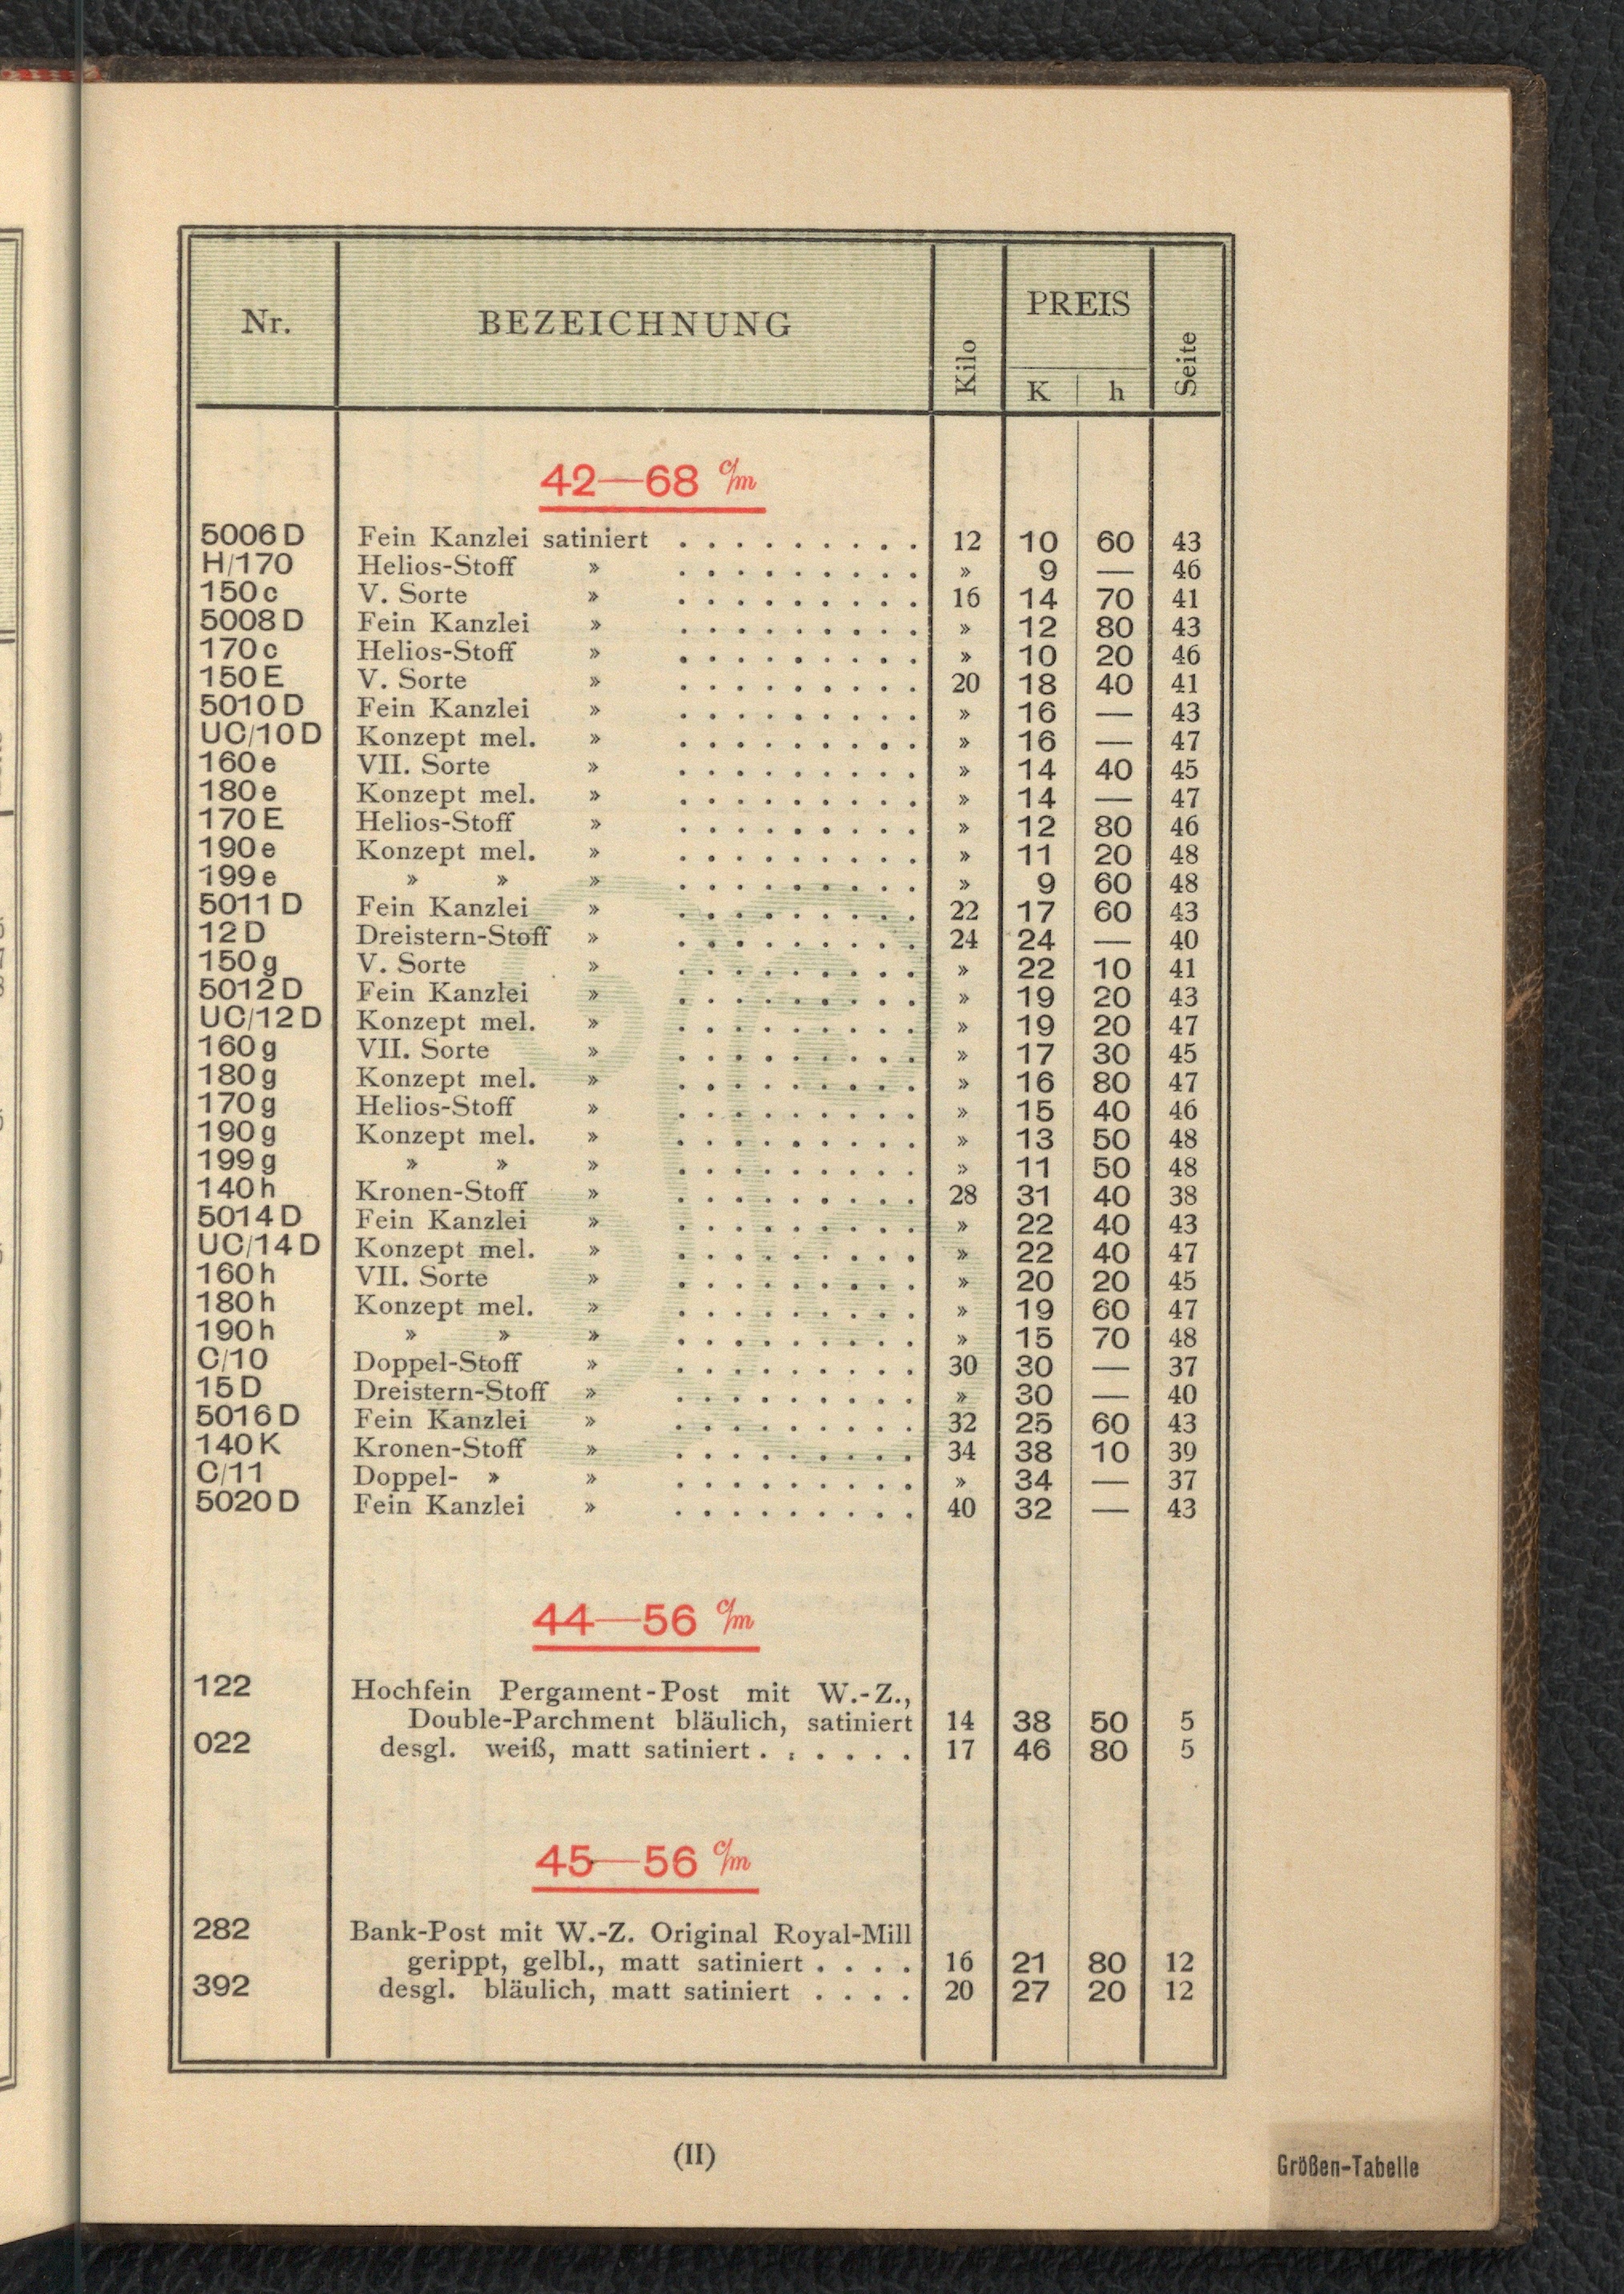 Nr. BEZEICHNUNG Kilo PREIS Seite
K h
42—68 c/m
5006 D Fein Kanzlei satiniert . . . . . . . . . 12 10 60 43
H/170 Helios-Stoff » . . . . . . . . . » 9 — 46
150 c V. Sorte » . . . . . . . . . 16 14 70 41
5008 D Fein Kanzlei » . . . . . . . . . » 12 80 43
170 c Helios-Stoff » . . . . . . . . . » 10 20 46
150 E V. Sorte » . . . . . . . . . 20 18 40 41
5010 D Fein Kanzlei » . . . . . . . . . » 16 — 43
UC/10 D Konzept mel. » . . . . . . . . . » 16 — 47
160 e VII. Sorte » . . . . . . . . . » 14 40 45
180 e Konzept mel. » . . . . . . . . . » 14 — 47
170 E Helios-Stoff » . . . . . . . . . » 12 80 46
190 e Konzept mel. » . . . . . . . . . » 11 20 48
199 e » » » . . . . . . . . . » 9 60 48
5011 D Fein Kanzlei » . . . . . . . . . 22 17 60 43
12 D Dreistern-Stoff » . . . . . . . . . 24 24 — 40
150 g V. Sorte » . . . . . . . . . » 22 10 41
5012 D Fein Kanzlei » . . . . . . . . . » 19 20 43
UC/12 D Konzept mel. » . . . . . . . . . » 19 20 47
160 g VII. Sorte » . . . . . . . . . » 17 30 45
180 g Konzept mel. » . . . . . . . . . » 16 80 47
170 g Helios-Stoff » . . . . . . . . . » 15 40 46
190 g Konzept mel. » . . . . . . . . . » 13 50 48
199 g » » » . . . . . . . . . » 11 50 48
140 h Kronen-Stoff » . . . . . . . . . 28 31 40 38
5014 D Fein Kanzlei » . . . . . . . . . » 22 40 43
UC/14 D Konzept mel. » . . . . . . . . . » 22 40 47
160 h VII. Sorte » . . . . . . . . . » 20 20 45
180 h Konzept mel. » . . . . . . . . . » 19 60 47
190 h » » » . . . . . . . . . » 15 70 48
C/10 Doppel-Stoff » . . . . . . . . . 30 30 — 37
15 D Dreistern-Stoff » . . . . . . . . . » 30 — 40
5016 D Fein Kanzlei » . . . . . . . . . 32 25 60 43
140 K Kronen-Stoff » . . . . . . . . . 34 38 10 39
C/11 Doppel- » » . . . . . . . . . » 34 — 37
5020 D Fein Kanzlei » . . . . . . . . . 40 32 — 43
44—56 c/m
122 Hochfein Pergament-Post mit W.-Z.,
Double-Parchment bläulich, satiniert 14 38 50 5
022 desgl. weiß, matt satiniert . . . . . . 17 46 80 5
45—56 c/m
282 Bank-Post mit W.-Z. Original Royal-Mill
gerippt, gelbl., matt satiniert . . . . 16 21 80 12
392 desgl. bläulich, matt satiniert . . . . 20 27 20 12
(II)
Größen-Tabelle